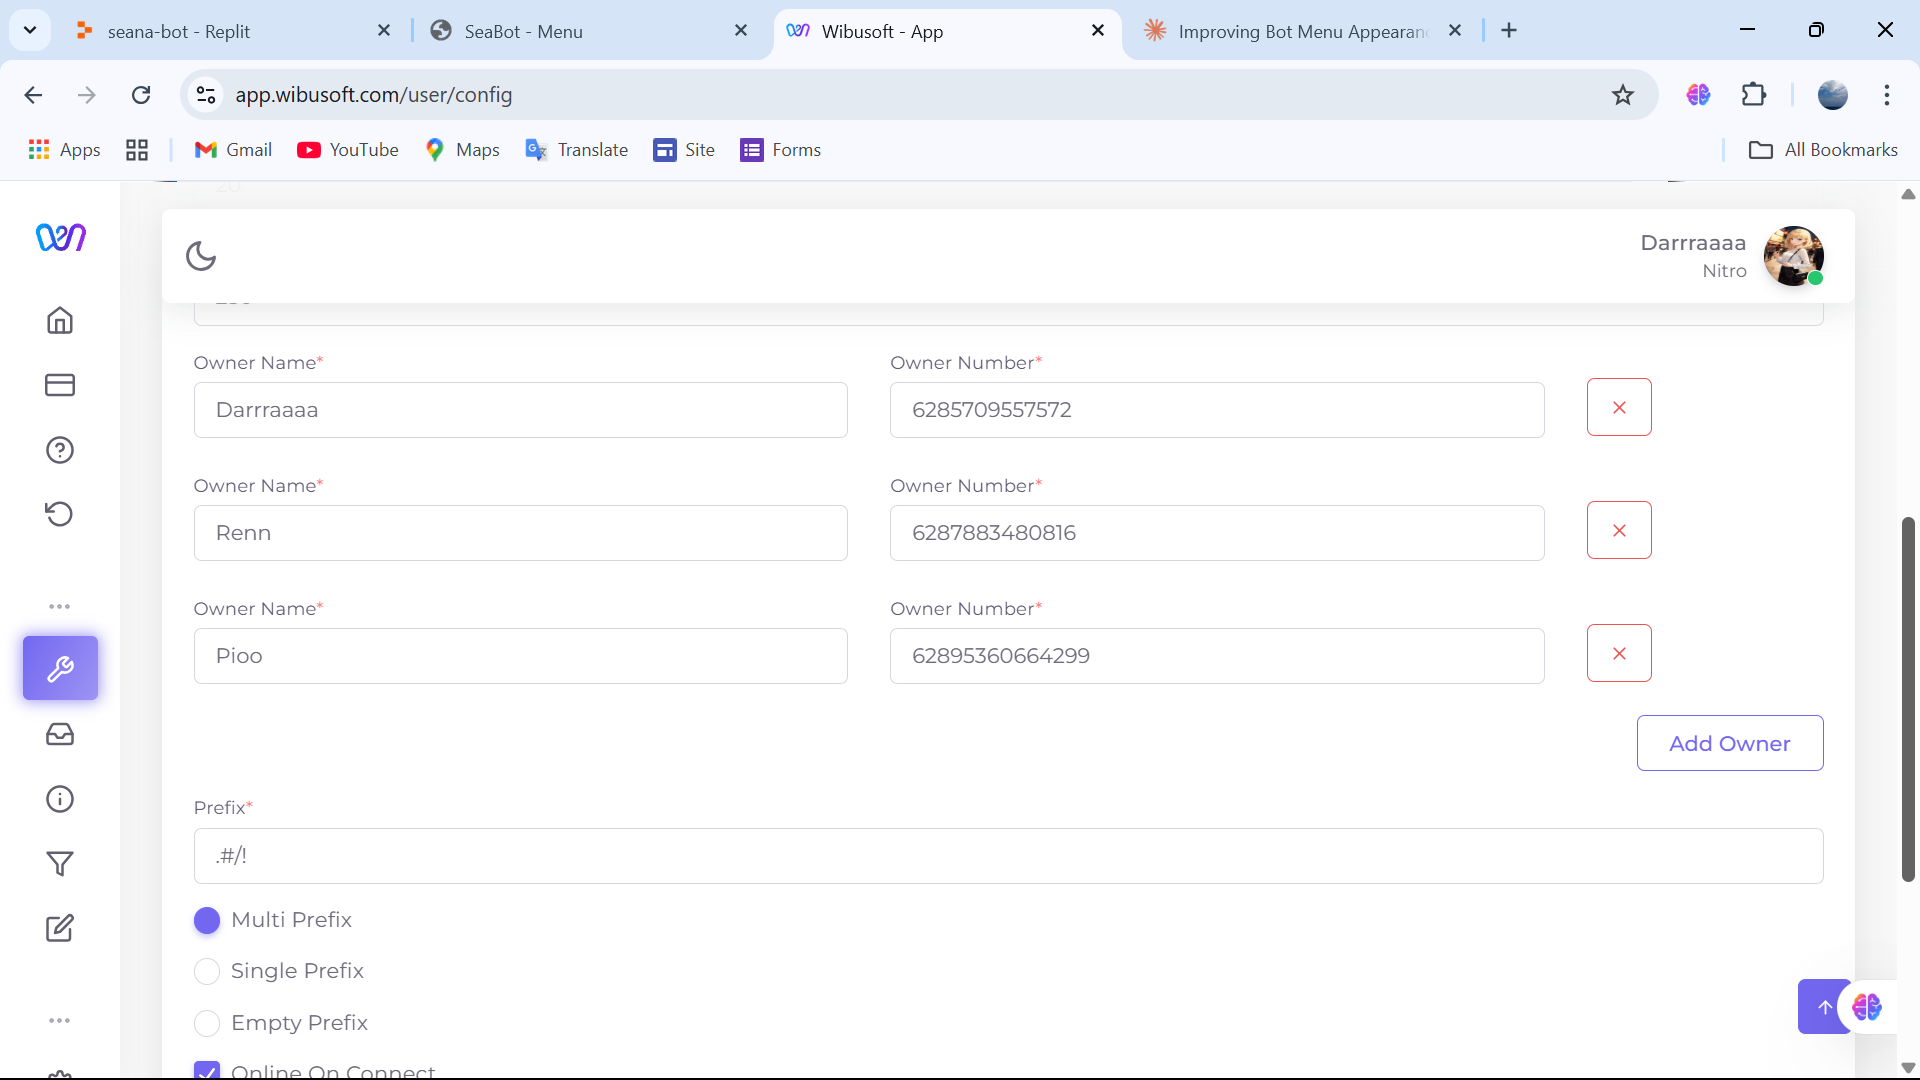 seana-bot - Replit
SeaBot - Menu
Wibusoft - App
Improving Bot Menu Appearan
app.wibusoft.com/user/config
Apps
Gmail
YouTube
Maps
Translate
Site
Forms
All Bookmarks
Darrraaaa
Nitro
Owner Name*
Owner Number*
Darrraaaa
6285709557572
Owner Name*
Owner Number*
Renn
6287883480816
Owner Name*
Owner Number*
Pioo
62895360664299
Add Owner
Prefix*
.#/!
Multi Prefix
Single Prefix
Empty Prefix
Online On Connect